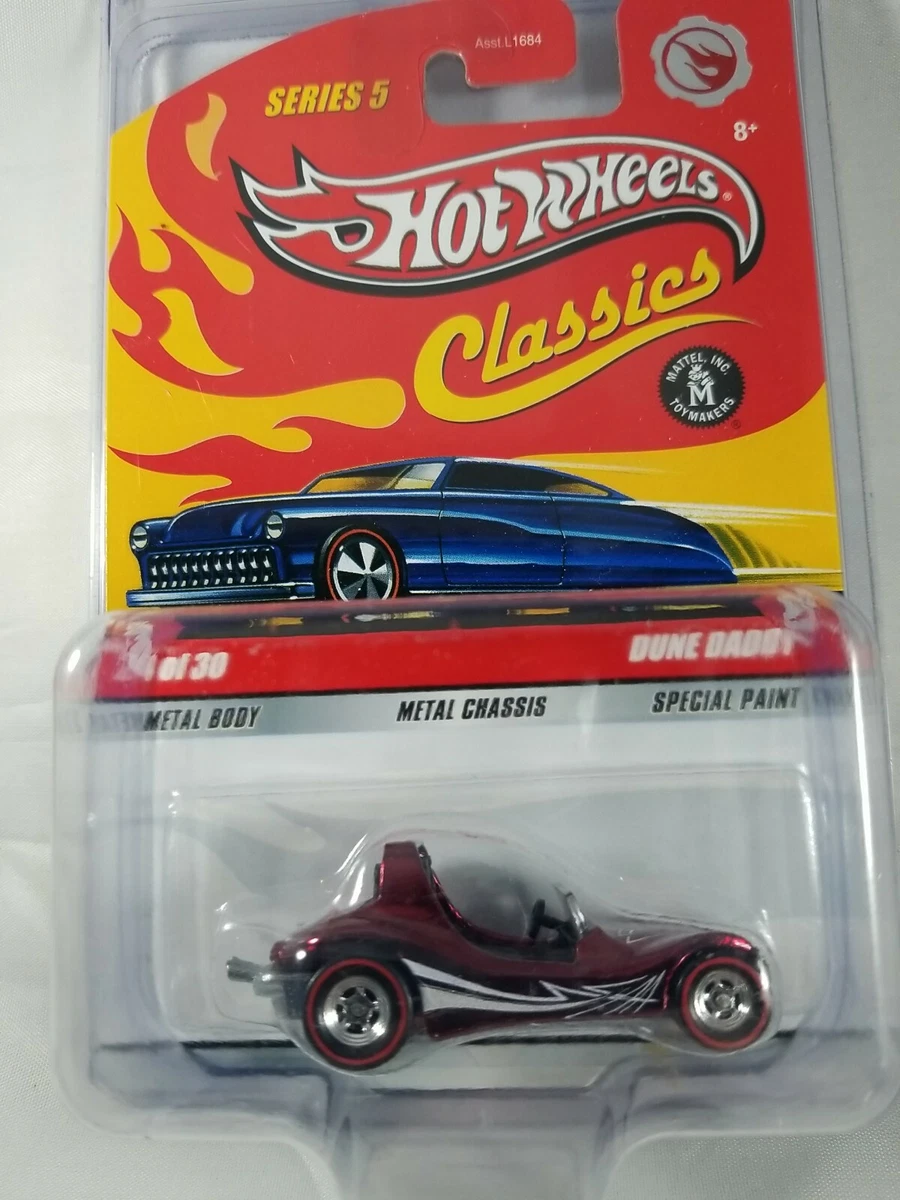 Asst.L1684
SERIES 5
8+
HOT WHEELS®
Classics
MATTEL, INC.
M
TOYMAKERS
®
of 30
DUNE DADDY
METAL BODY
METAL CHASSIS
SPECIAL PAINT